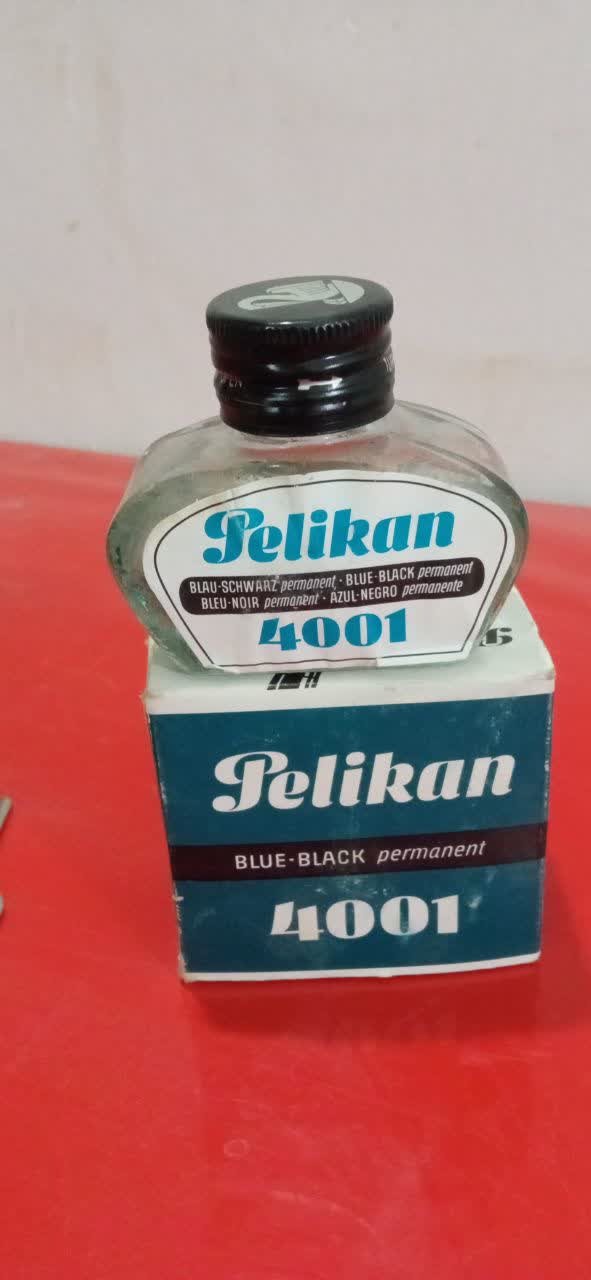 Pelikan
BLAU-SCHWARZ permanent · BLUE-BLACK permanent
BLEU-NOIR permanent · AZUL-NEGRO permanente
4001
Pelikan
BLUE-BLACK permanent
4001